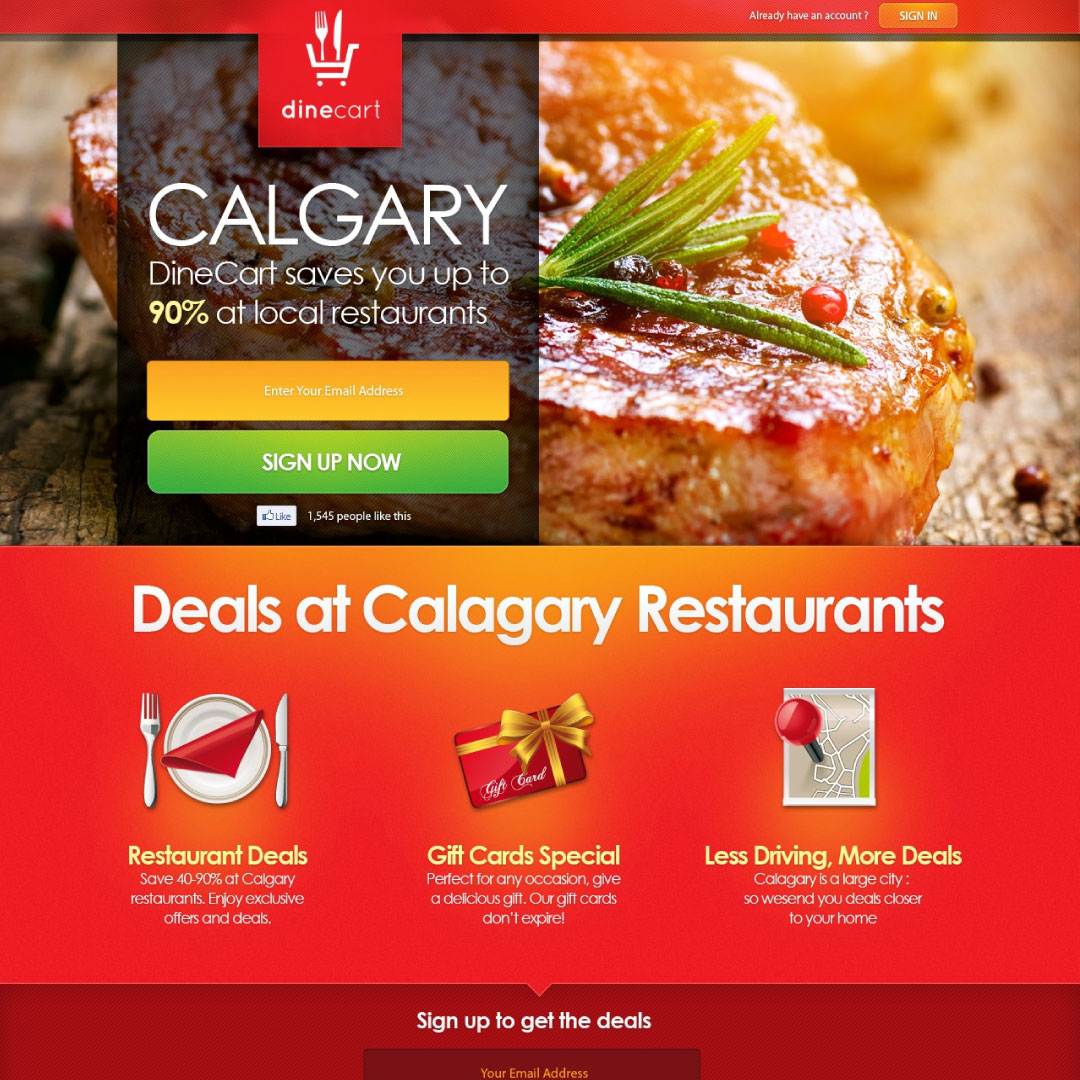 Already have an account ?
SIGN IN
dinecart
CALGARY
DineCart saves you up to
90% at local restaurants
Enter Your Email Address
SIGN UP NOW
Like
1,545 people like this
Deals at Calagary Restaurants
Gift Card
Restaurant Deals
Save 40-90% at Calgary
restaurants. Enjoy exclusive
offers and deals.
Gift Cards Special
Perfect for any occasion, give
a delicious gift. Our gift cards
don't expire!
Less Driving, More Deals
Calagary is a large city :
so wesend you deals closer
to your home
Sign up to get the deals
Your Email Address